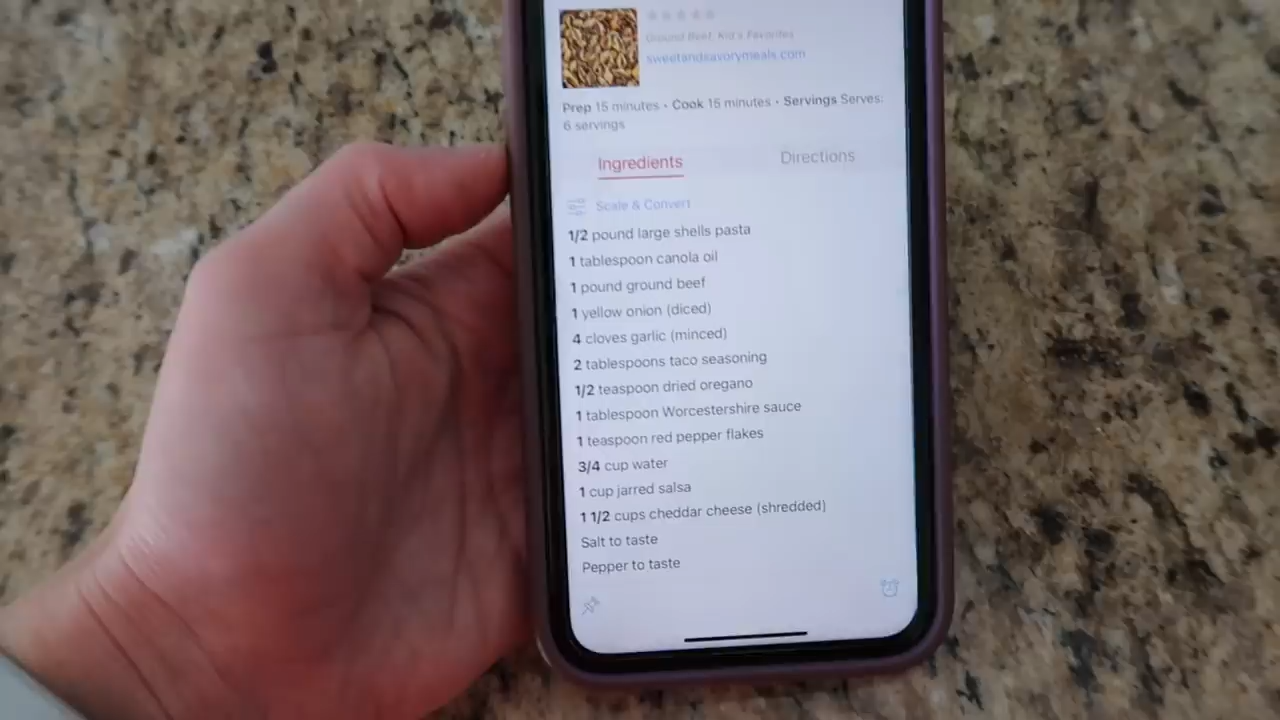 Ground Beef, Kid's Favorites
sweetandsavorymeals.com
Prep 15 minutes • Cook 15 minutes • Servings Serves:
6 servings
Ingredients
Directions
Scale & Convert
1/2 pound large shells pasta
1 tablespoon canola oil
1 pound ground beef
1 yellow onion (diced)
4 cloves garlic (minced)
2 tablespoons taco seasoning
1/2 teaspoon dried oregano
1 tablespoon Worcestershire sauce
1 teaspoon red pepper flakes
3/4 cup water
1 cup jarred salsa
1 1/2 cups cheddar cheese (shredded)
Salt to taste
Pepper to taste